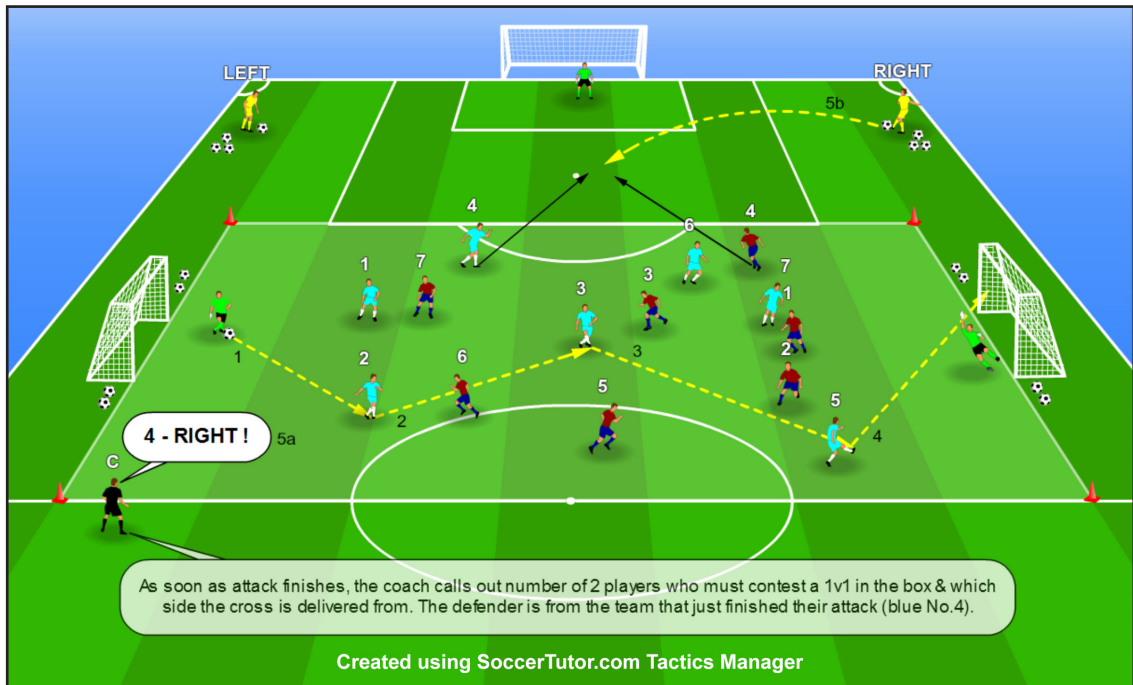 LEFT
RIGHT
5b
4
6
4
1
7
3
3
7
1
1
3
2
6
5
2
5
2
4
4 - RIGHT !
5a
C
As soon as attack finishes, the coach calls out number of 2 players who must contest a 1v1 in the box & which
side the cross is delivered from. The defender is from the team that just finished their attack (blue No.4).
Created using SoccerTutor.com Tactics Manager